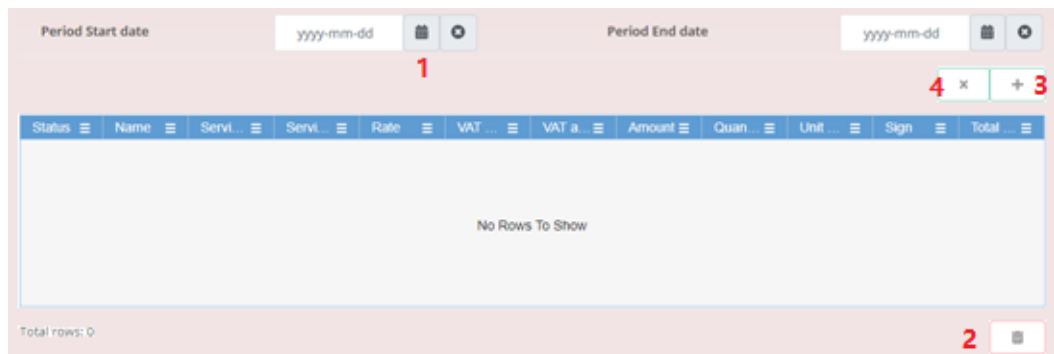 Period Start date yyyy-mm-dd Period End date yyyy-mm-dd
1
4 × + 3
Status Name Servi... Servi... Rate VAT ... VAT a... Amount Quan... Unit ... Sign Total ...
No Rows To Show
Total rows: 0
2